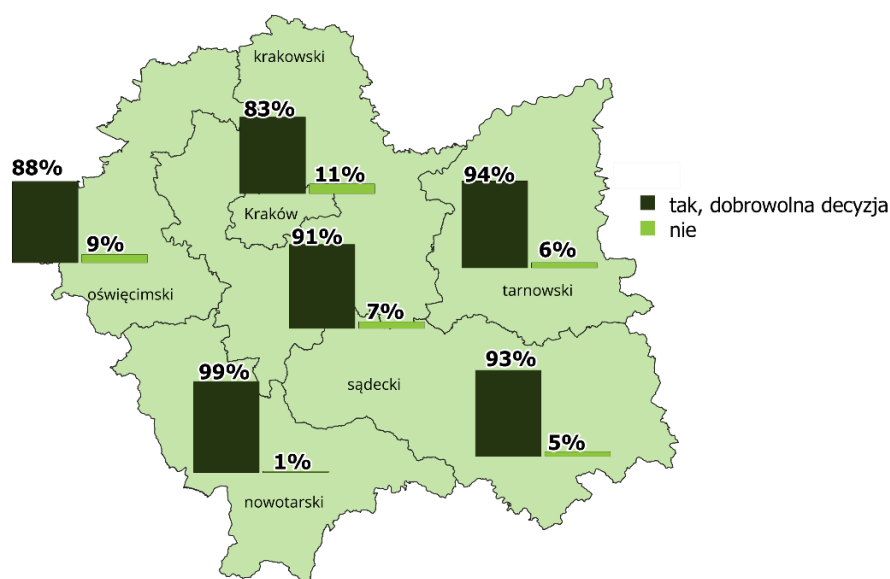 krakowski
83%
11%
88%
94%
tak, dobrowolna decyzja
nie
Kraków
91%
9%
6%
oświęcimski
tarnowski
7%
99%
93%
sądecki
5%
1%
nowotarski